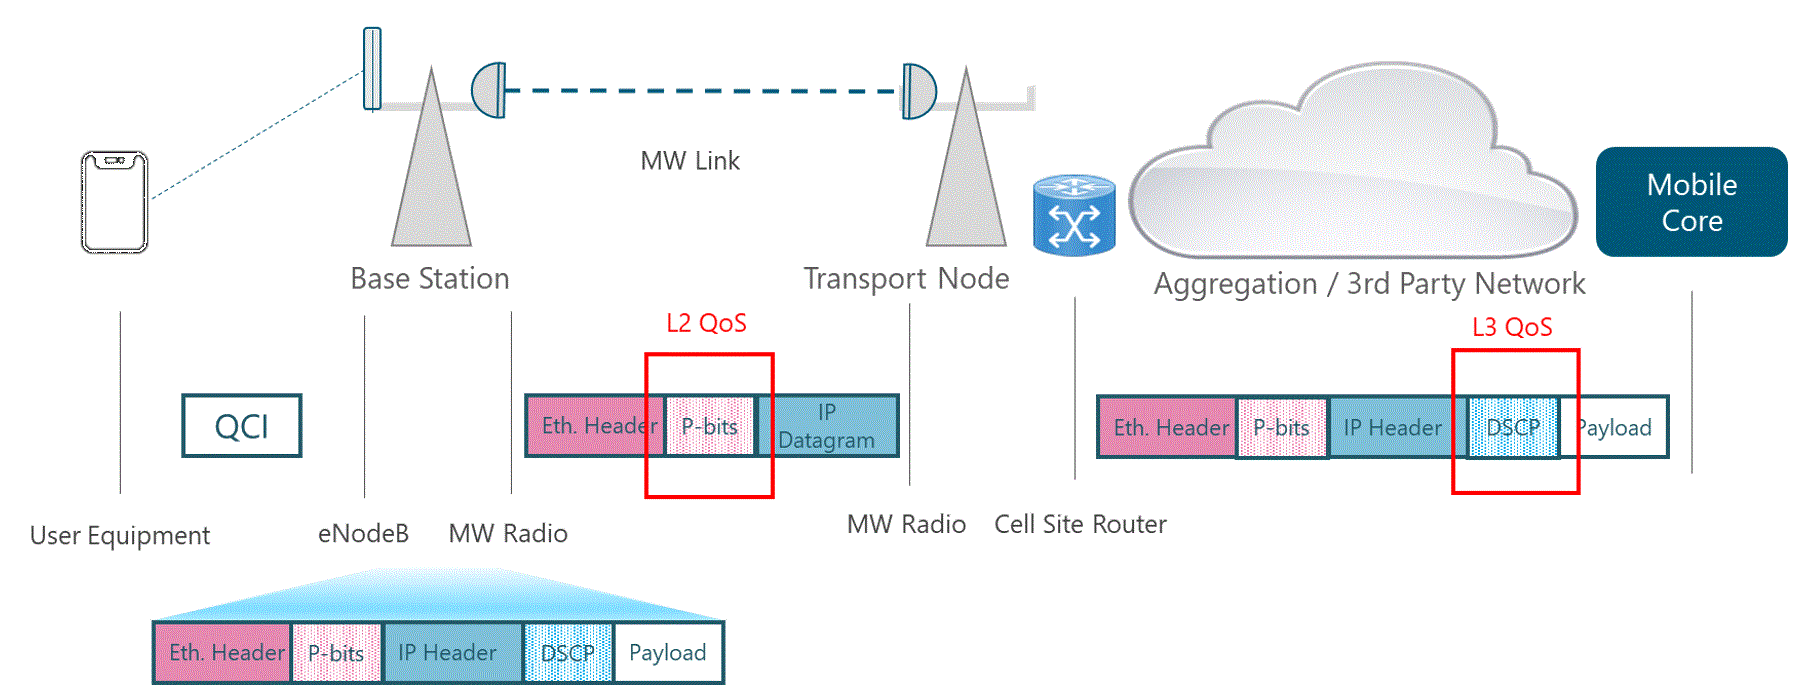 MW Link
Mobile
Core
Base Station
Transport Node
Aggregation / 3rd Party Network
L2 QoS
L3 QoS
QCI
Eth. Header
P-bits
IP
Datagram
Eth. Header
P-bits
IP Header
DSCP
Payload
User Equipment
eNodeB
MW Radio
MW Radio
Cell Site Router
Eth. Header
P-bits
IP Header
DSCP
Payload